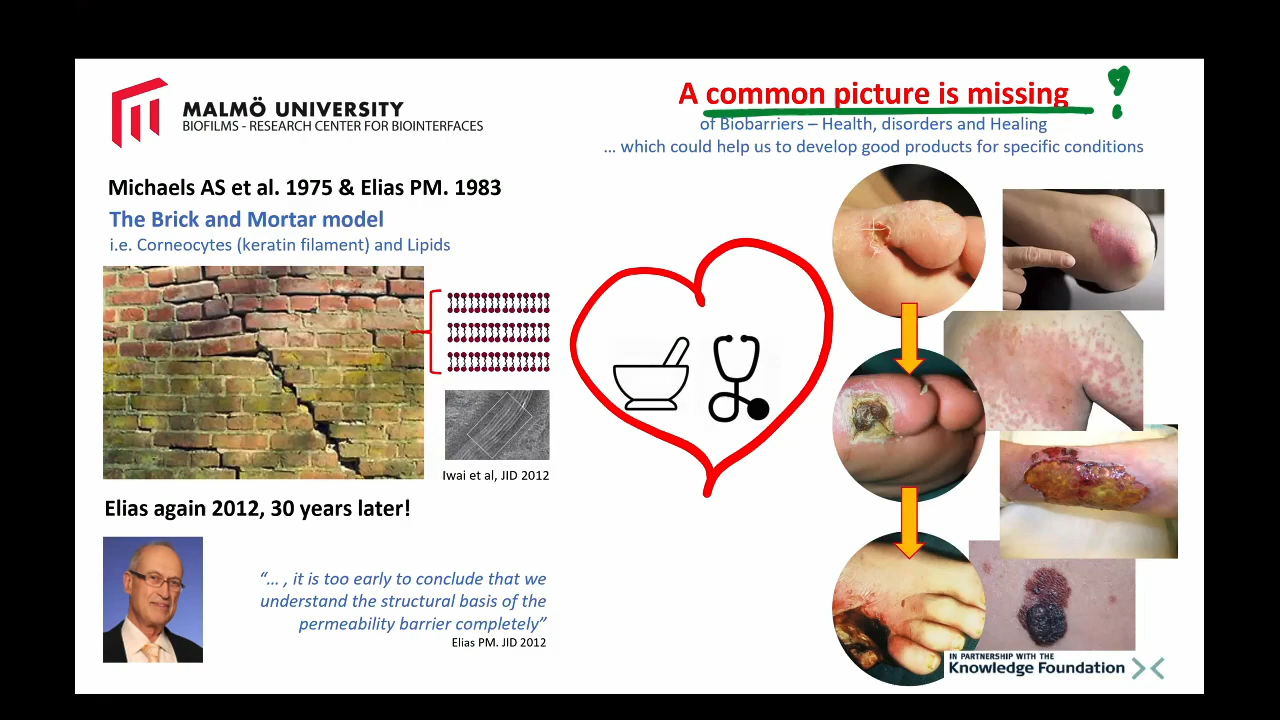 MALMÖ UNIVERSITY
BIOFILMS - RESEARCH CENTER FOR BIOINTERFACES
A common picture is missing !
of Biobarriers – Health, disorders and Healing
... which could help us to develop good products for specific conditions
Michaels AS et al. 1975 & Elias PM. 1983
The Brick and Mortar model
i.e. Corneocytes (keratin filament) and Lipids
Iwai et al, JID 2012
Elias again 2012, 30 years later!
“... , it is too early to conclude that we
understand the structural basis of the
permeability barrier completely”
Elias PM. JID 2012
IN PARTNERSHIP WITH THE
Knowledge Foundation